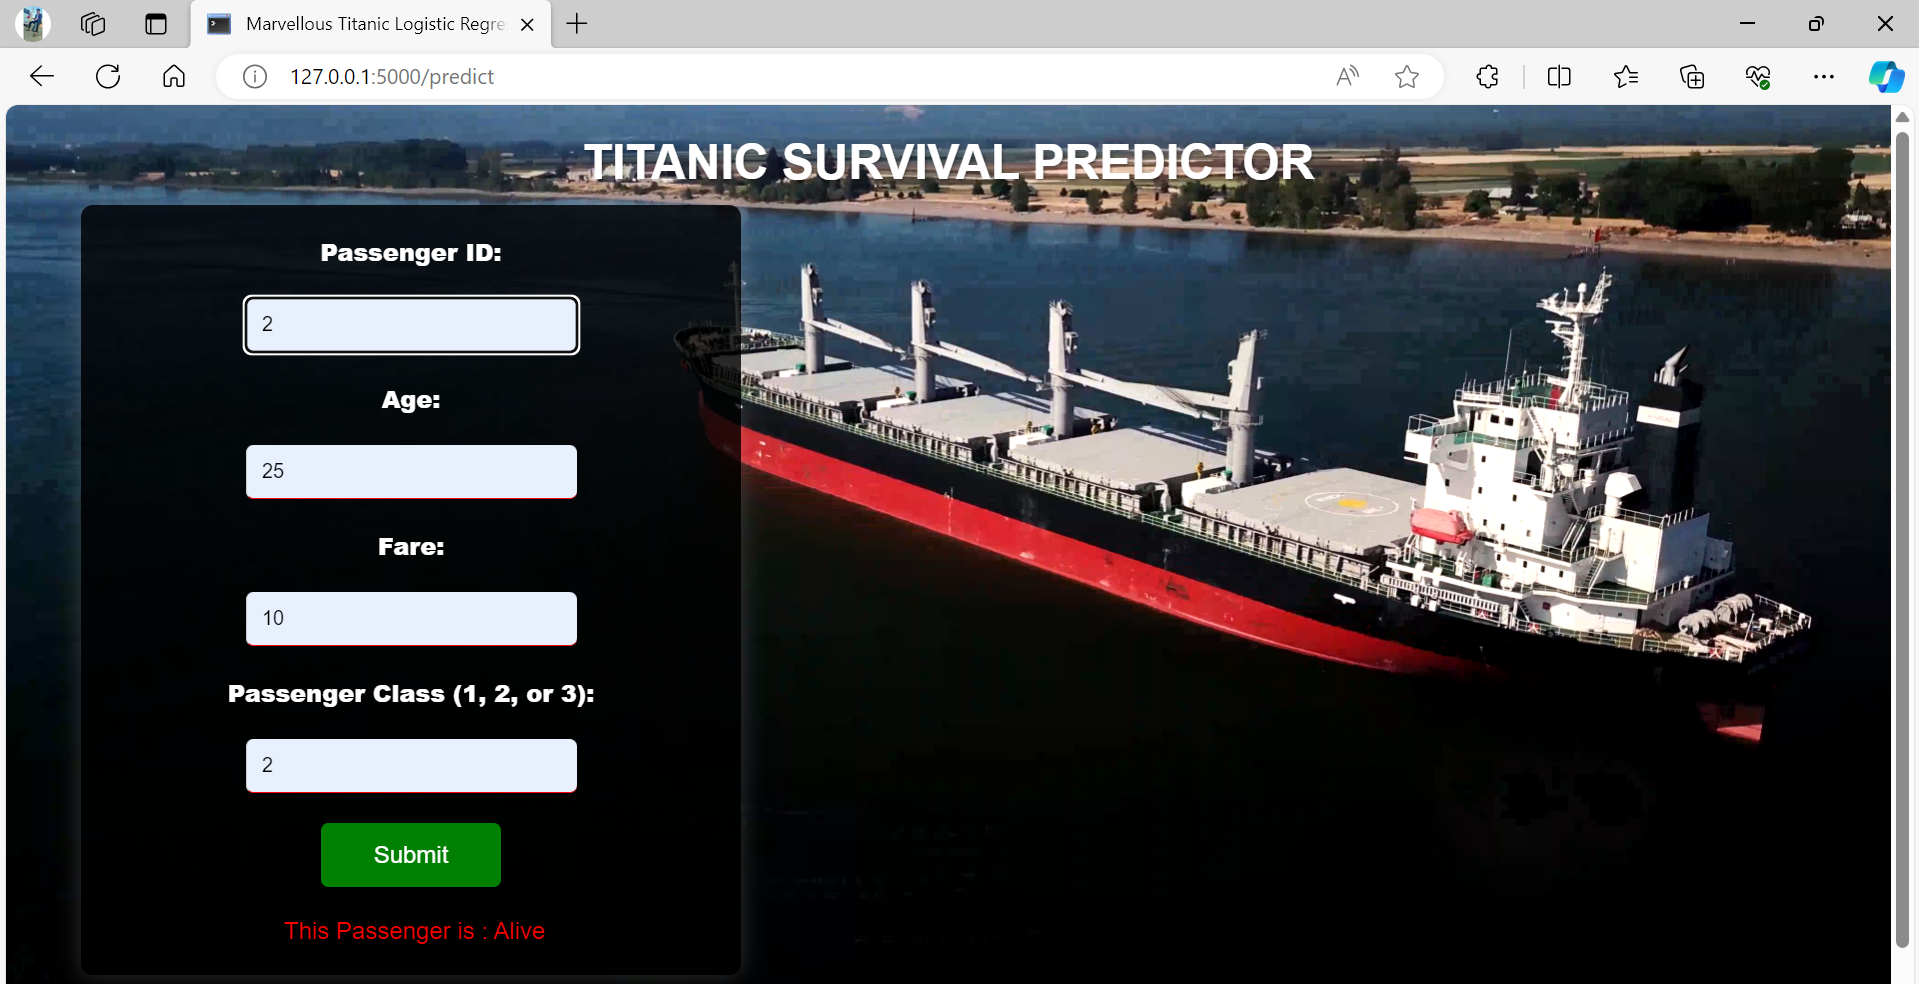 Marvellous Titanic Logistic Regre
127.0.0.1:5000/predict
TITANIC SURVIVAL PREDICTOR
Passenger ID:
2
Age:
25
Fare:
10
Passenger Class (1, 2, or 3):
2
Submit
This Passenger is : Alive